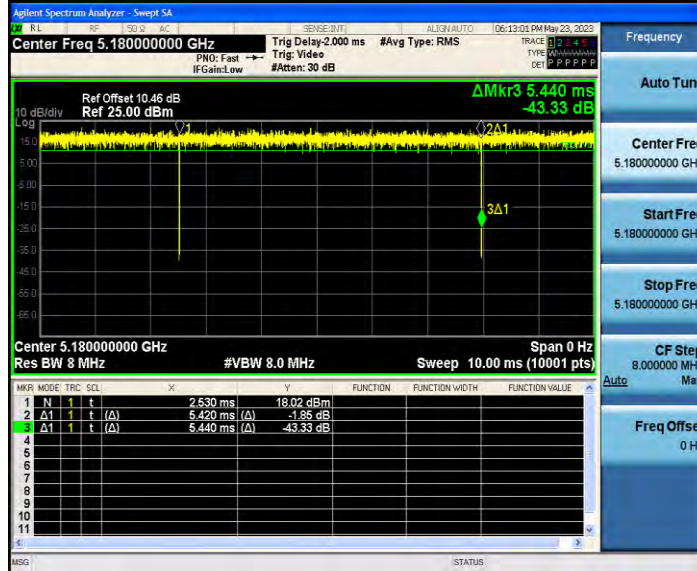 Agilent Spectrum Analyzer - Swept SA
RL RF 50 Ω AC SENSE:INT ALIGN AUTO 06:13:01 PM May 23, 2023
Center Freq 5.180000000 GHz
PNO: Fast
IFGain:Low
Trig Delay-2.000 ms
Trig: Video
#Atten: 30 dB
#Avg Type: RMS
TRACE 1 2 3 4 5 6
TYPE
DET P P P P P P
Ref Offset 10.46 dB
Ref 25.00 dBm
10 dB/div
Log
ΔMkr3 5.440 ms
-43.33 dB
15.0
5.00
-5.00
-15.0
-25.0
-35.0
-45.0
-55.0
-65.0
1
2Δ1
3Δ1
Center 5.180000000 GHz Span 0 Hz
Res BW 8 MHz #VBW 8.0 MHz Sweep 10.00 ms (10001 pts)
MKR MODE TRC SCL X Y FUNCTION FUNCTION WIDTH FUNCTION VALUE
1 N 1 t 2.530 ms 18.02 dBm
2 Δ1 1 t (Δ) 5.420 ms (Δ) -1.85 dB
3 Δ1 1 t (Δ) 5.440 ms (Δ) -43.33 dB
4
5
6
7
8
9
10
11
MSG STATUS
Frequency
Auto Tun
Center Fre
5.180000000 GH
Start Fre
5.180000000 GH
Stop Fre
5.180000000 GH
CF Ste
8.000000 MH
Auto Ma
Freq Offse
0 H